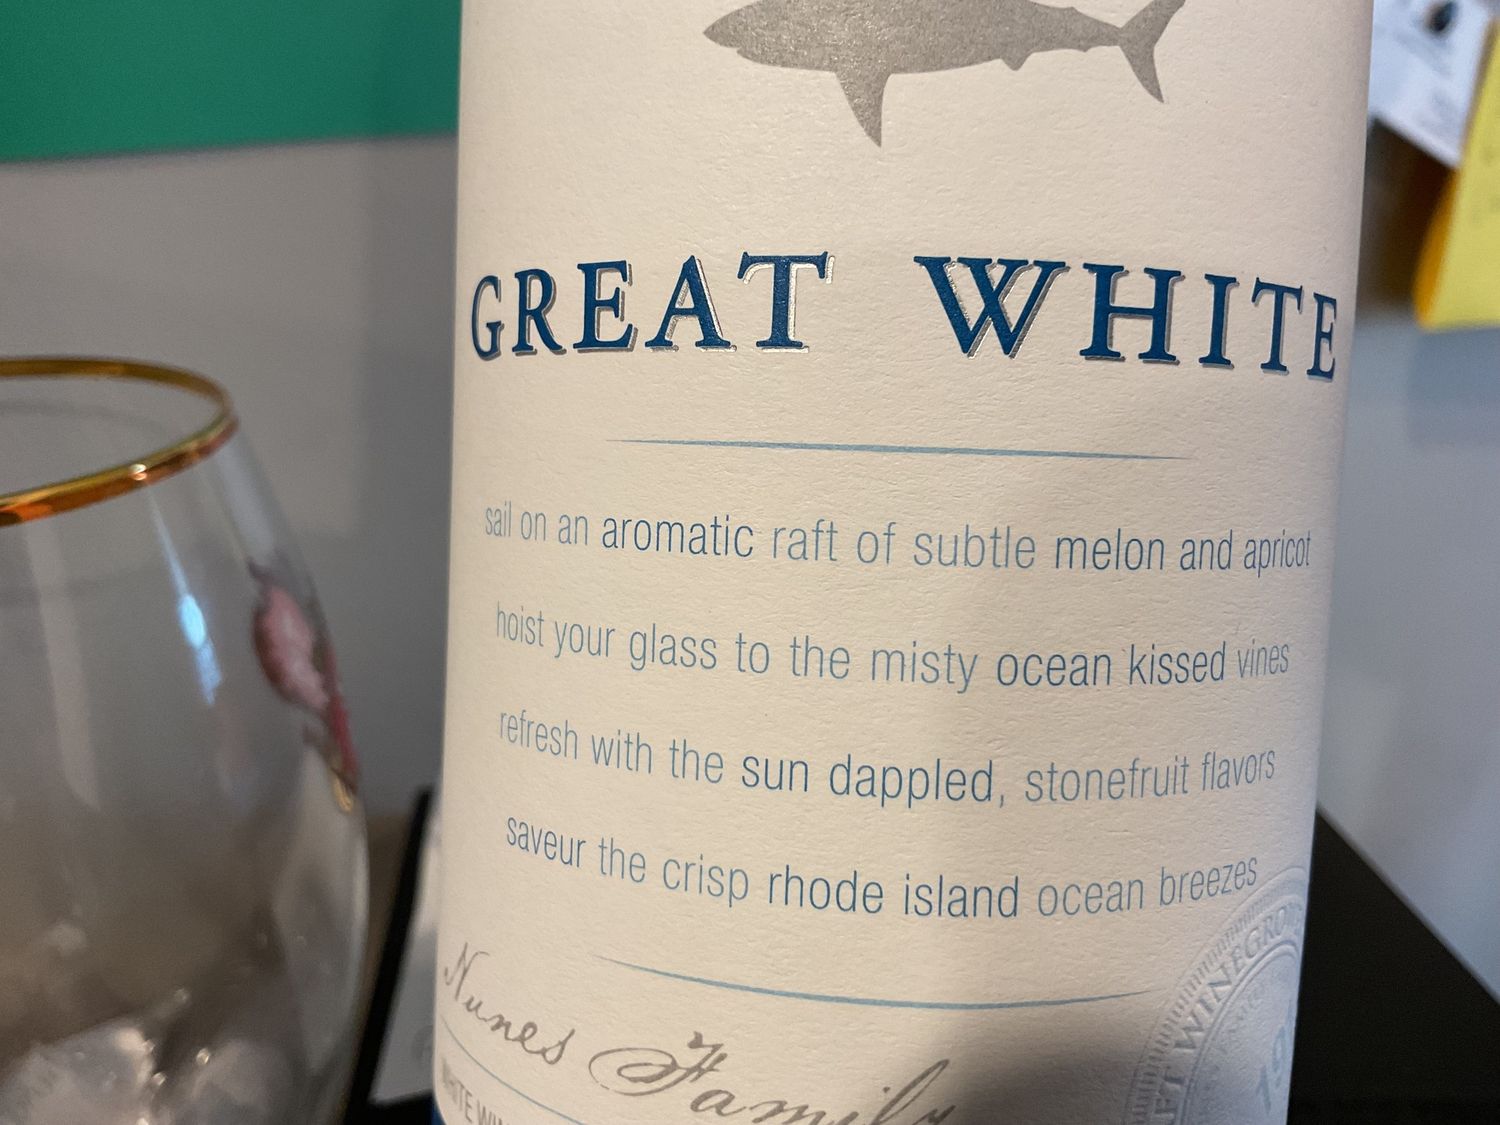 GREAT WHITE
sail on an aromatic raft of subtle melon and apricot
hoist your glass to the misty ocean kissed vines
refresh with the sun dappled, stonefruit flavors
saveur the crisp rhode island ocean breezes
Nunes Family